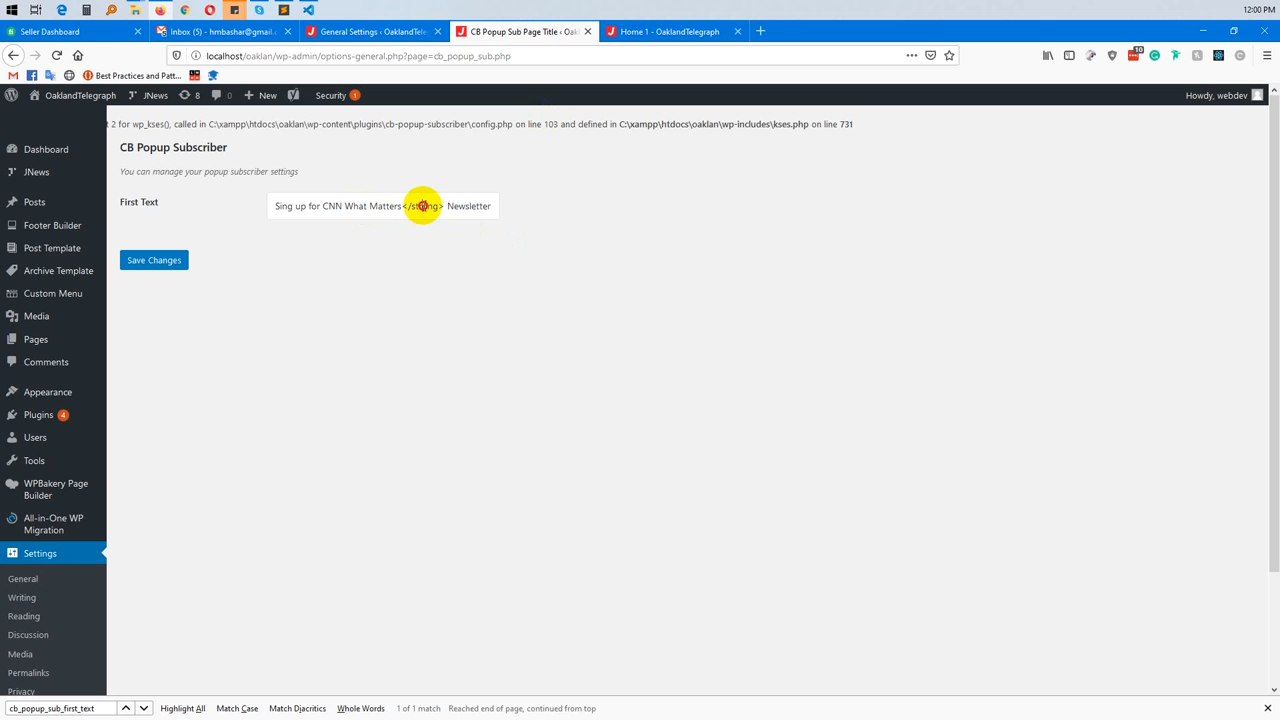 12:00 PM
Seller Dashboard
Inbox (5) - hmbashar@gmail.c
General Settings ‹ OaklandTele
CB Popup Sub Page Title ‹ Oa
Home 1 - OaklandTelegraph
localhost/oaklan/wp-admin/options-general.php?page=cb_popup_sub.php
10
Best Practices and Patt…
OaklandTelegraph
JNews
8
0
New
Security 1
Howdy, webdev
2 for wp_kses(), called in C:\xampp\htdocs\oaklan\wp-content\plugins\cb-popup-subscriber\config.php on line 103 and defined in C:\xampp\htdocs\oaklan\wp-includes\kses.php on line 731
CB Popup Subscriber
You can manage your popup subscriber settings
First Text
Sing up for CNN What Matters</strong> Newsletter
Save Changes
Dashboard
JNews
Posts
Footer Builder
Post Template
Archive Template
Custom Menu
Media
Pages
Comments
Appearance
Plugins 4
Users
Tools
WPBakery Page
Builder
All-in-One WP
Migration
Settings
General
Writing
Reading
Discussion
Media
Permalinks
Privacy
cb_popup_sub_first_text
Highlight All
Match Case
Match Diacritics
Whole Words
1 of 1 match
Reached end of page, continued from top